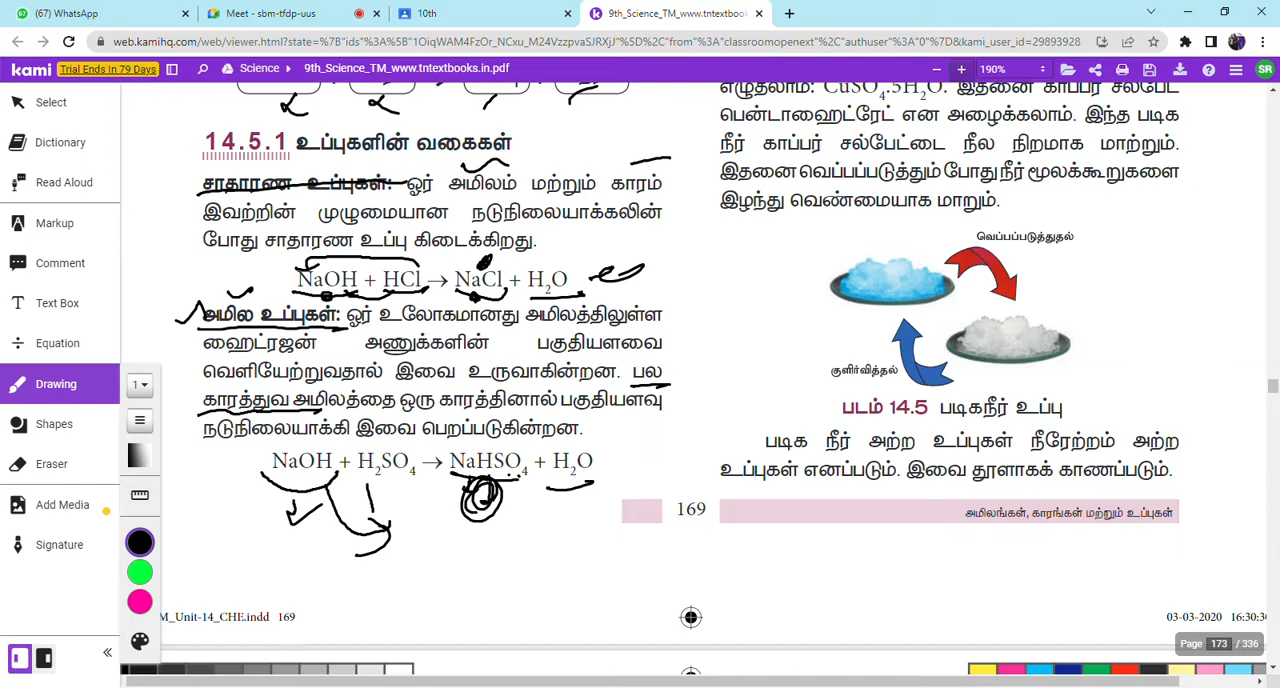 (67) WhatsApp
Meet - sbm-tfdp-uus
10th
9th_Science_TM_www.tntextbooks
web.kamihq.com/web/viewer.html?state=%7B"ids"%3A%5B"1OiqWAM4FzOr_NCxu_M24VzzpvaSJRXjJ"%5D%2C"from"%3A"classroomopenext"%2C"authuser"%3A"0"%7D&kami_user_id=29893928
kami
Trial Ends In 79 Days
Science
9th_Science_TM_www.tntextbooks.in.pdf
190%
SR
Select
Dictionary
Read Aloud
Markup
Comment
Text Box
Equation
Drawing
Shapes
Eraser
Add Media
Signature
1
14.5.1 உப்புகளின் வகைகள்
சாதாரண உப்புகள்: ஓர் அமிலம் மற்றும் காரம்
இவற்றின் முழுமையான நடுநிலையாக்கலின்
போது சாதாரண உப்பு கிடைக்கிறது.
NaOH + HCl → NaCl + H₂O
அமில உப்புகள்: ஓர் உலோகமானது அமிலத்திலுள்ள
ஹைட்ரஜன் அணுக்களின் பகுதியளவை
வெளியேற்றுவதால் இவை உருவாகின்றன. பல
காரத்துவ அமிலத்தை ஒரு காரத்தினால் பகுதியளவு
நடுநிலையாக்கி இவை பெறப்படுகின்றன.
NaOH + H₂SO₄ → NaHSO₄ + H₂O
எழுதலாம்: CuSO₄.5H₂O. இதனை காப்பர் சல்பேட்
பென்டாஹைட்ரேட் என அழைக்கலாம். இந்த படிக
நீர் காப்பர் சல்பேட்டை நீல நிறமாக மாற்றும்.
இதனை வெப்பப்படுத்தும் போது நீர் மூலக்கூறுகளை
இழந்து வெண்மையாக மாறும்.
வெப்பப்படுத்துதல்
குளிர்வித்தல்
படம் 14.5 படிகநீர் உப்பு
படிக நீர் அற்ற உப்புகள் நீரேற்றம் அற்ற
உப்புகள் எனப்படும். இவை தூளாகக் காணப்படும்.
169
அமிலங்கள், காரங்கள் மற்றும் உப்புகள்
M_Unit-14_CHE.indd 169
03-03-2020 16:30:3
Page 173 / 336